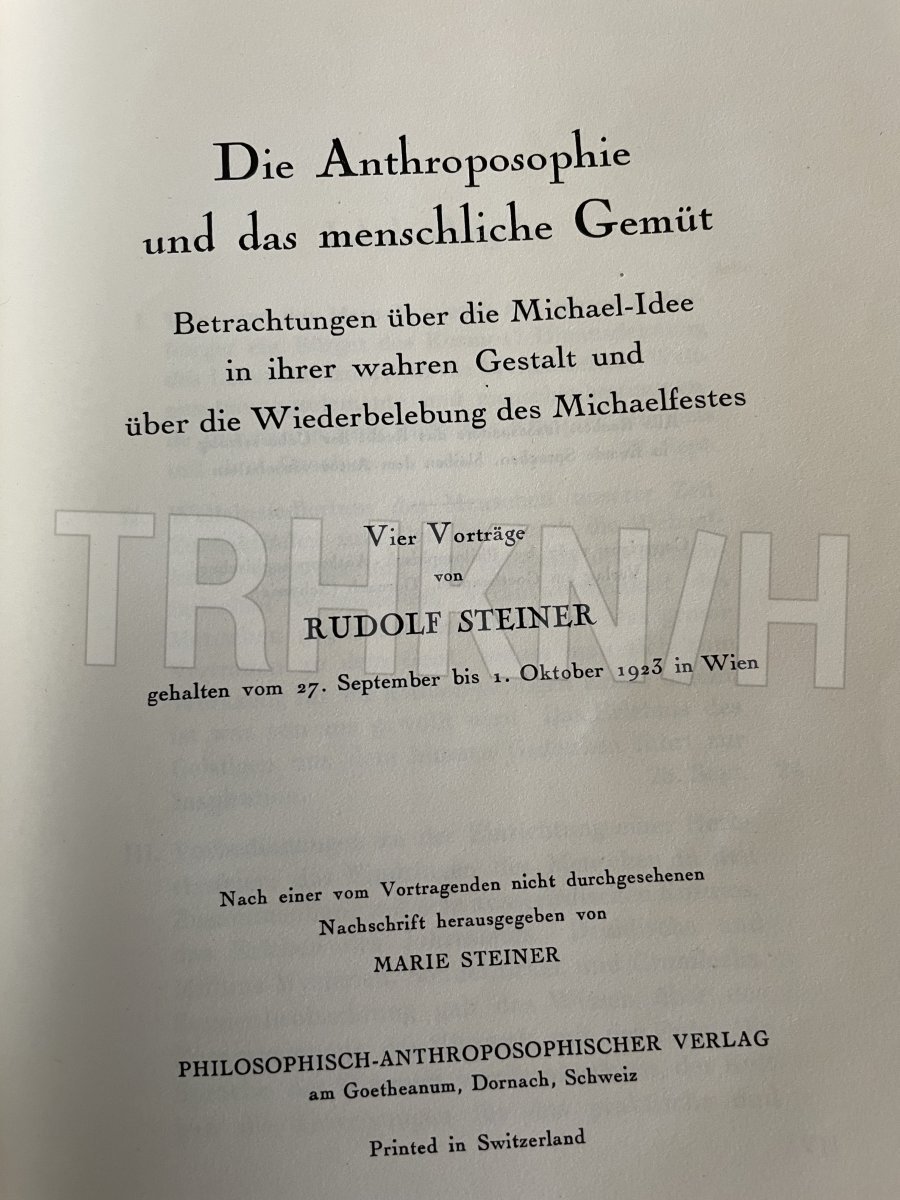 Die Anthroposophie
und das menschliche Gemüt
Betrachtungen über die Michael-Idee
in ihrer wahren Gestalt und
über die Wiederbelebung des Michaelfestes
Vier Vorträge
von
RUDOLF STEINER
gehalten vom 27. September bis 1. Oktober 1923 in Wien
TRHKN/H
Nach einer vom Vortragenden nicht durchgesehenen
Nachschrift herausgegeben von
MARIE STEINER
PHILOSOPHISCH-ANTHROPOSOPHISCHER VERLAG
am Goetheanum, Dornach, Schweiz
Printed in Switzerland